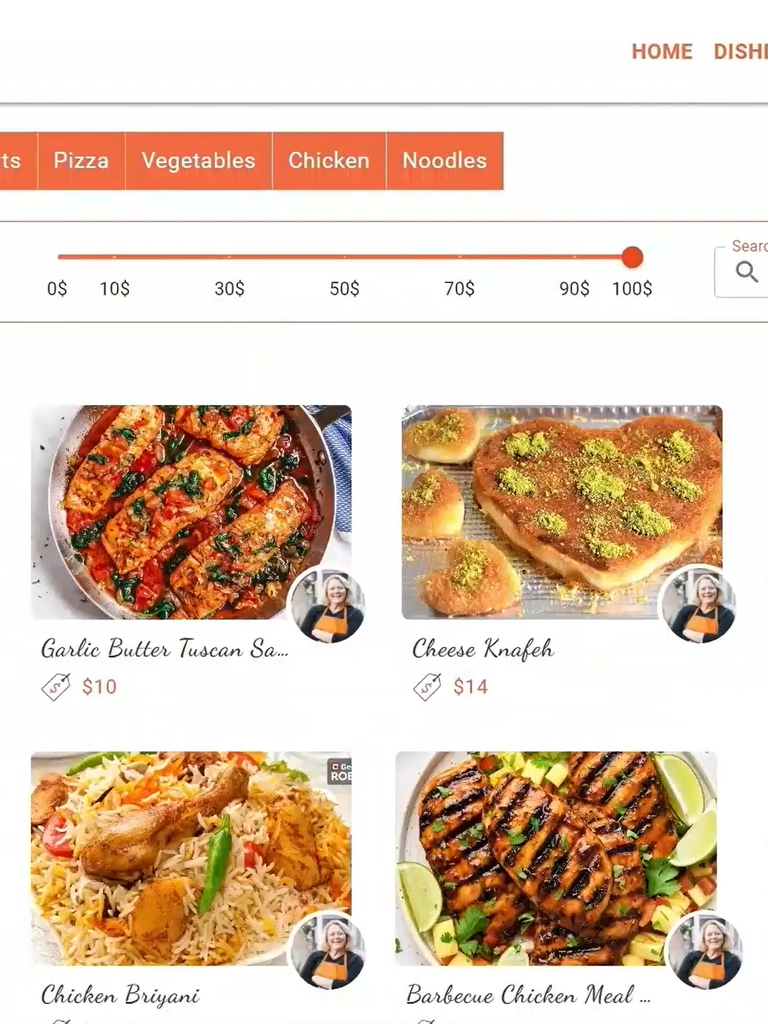 HOME DISHE
ts Pizza Vegetables Chicken Noodles
Searc
0$ 10$ 30$ 50$ 70$ 90$ 100$
Garlic Butter Tuscan Sa...
Cheese Knafeh
$10
$14
Chicken Briyani
Barbecue Chicken Meal ...